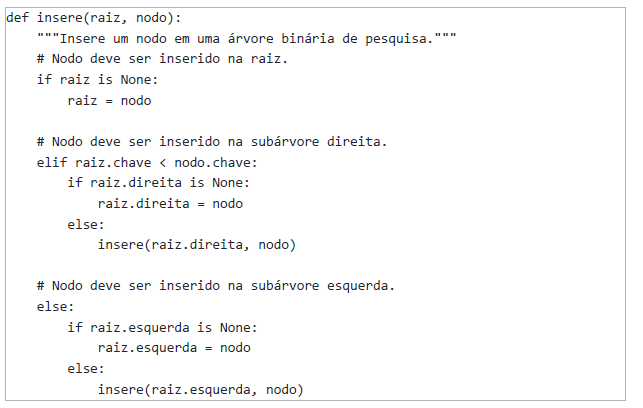 def insere(raiz, nodo):
    """Insere um nodo em uma árvore binária de pesquisa."""
    # Nodo deve ser inserido na raiz.
    if raiz is None:
        raiz = nodo

    # Nodo deve ser inserido na subárvore direita.
    elif raiz.chave < nodo.chave:
        if raiz.direita is None:
            raiz.direita = nodo
        else:
            insere(raiz.direita, nodo)

    # Nodo deve ser inserido na subárvore esquerda.
    else:
        if raiz.esquerda is None:
            raiz.esquerda = nodo
        else:
            insere(raiz.esquerda, nodo)